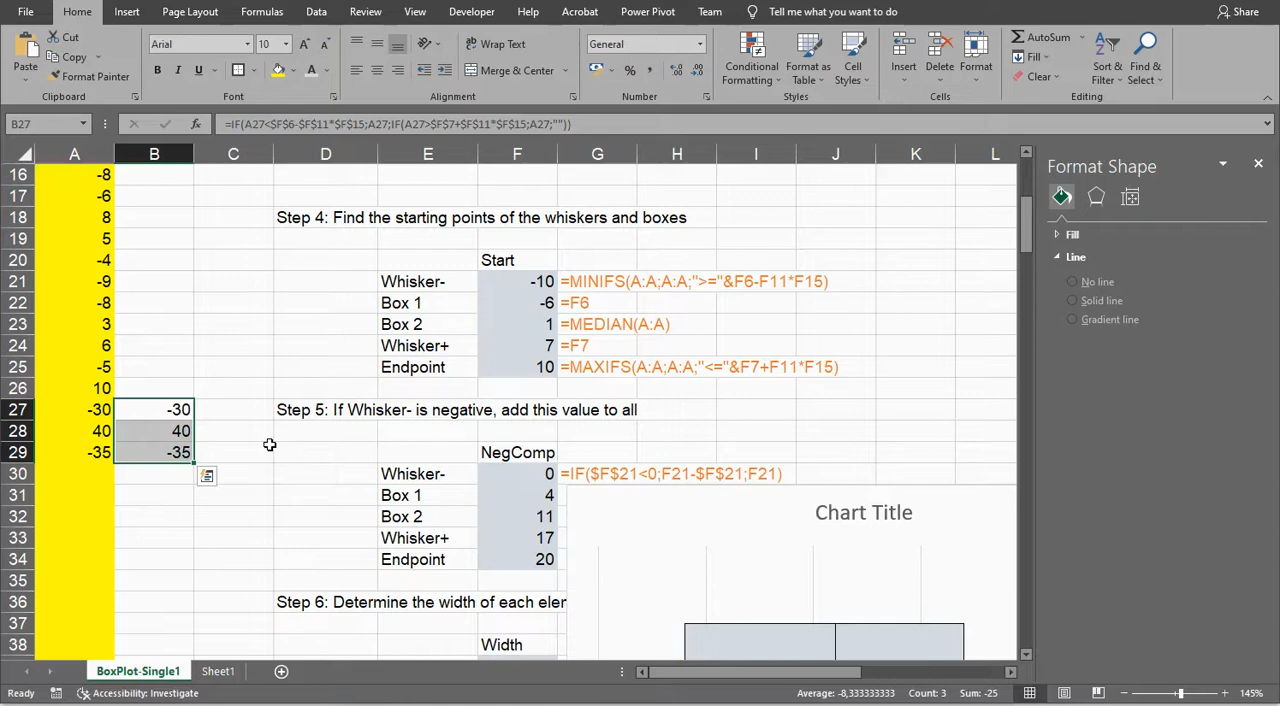 File Home Insert Page Layout Formulas Data Review View Developer Help Acrobat Power Pivot Team Tell me what you want to do Share
Paste Cut Copy Format Painter Clipboard
Arial 10 B I U A Font
Wrap Text Merge & Center Alignment
General % Number
Conditional Formatting Format as Table Cell Styles Styles
Insert Delete Format Cells
AutoSum Fill Clear Sort & Filter Find & Select Editing
B27 fx =IF(A27<$F$6-$F$11*$F$15;A27;IF(A27>$F$7+$F$11*$F$15;A27;""))
A B C D E F G H I J K L
16 -8
17 -6
18 8 Step 4: Find the starting points of the whiskers and boxes
19 5
20 -4 Start
21 -9 Whisker- -10 =MINIFS(A:A;A:A;">="&F6-F11*F15)
22 -8 Box 1 -6 =F6
23 3 Box 2 1 =MEDIAN(A:A)
24 6 Whisker+ 7 =F7
25 -5 Endpoint 10 =MAXIFS(A:A;A:A;"<="&F7+F11*F15)
26 10
27 -30 -30 Step 5: If Whisker- is negative, add this value to all
28 40 40
29 -35 -35 NegComp
30 Whisker- 0 =IF($F$21<0;F21-$F$21;F21)
31 Box 1 4
32 Box 2 11
33 Whisker+ 17
34 Endpoint 20
35
36 Step 6: Determine the width of each eler
37
38 Width
Chart Title
Format Shape
Fill
Line
No line
Solid line
Gradient line
BoxPlot-Single1 Sheet1
Ready Accessibility: Investigate Average: -8,333333333 Count: 3 Sum: -25 145%